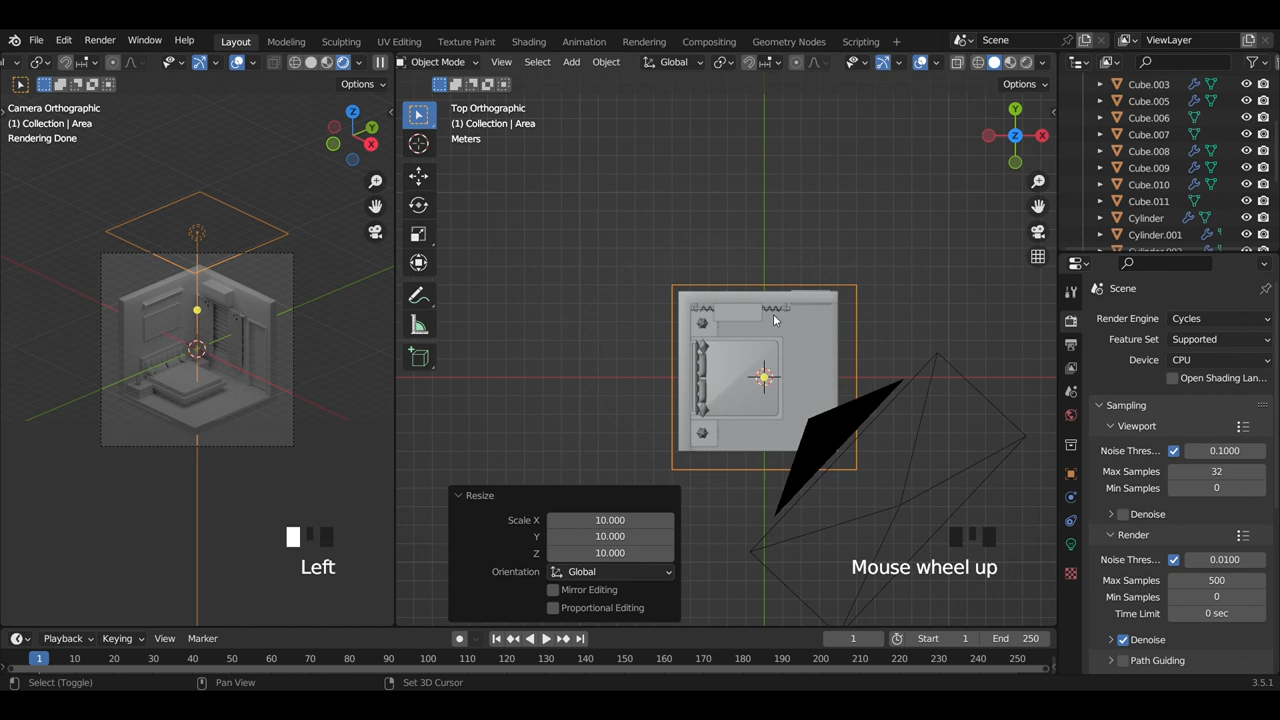 File Edit Render Window Help Layout Modeling Sculpting UV Editing Texture Paint Shading Animation Rendering Compositing Geometry Nodes Scripting + Scene ViewLayer
Object Mode View Select Add Object Global
Options Options
Camera Orthographic
(1) Collection | Area
Rendering Done
Z
Y
X
Top Orthographic
(1) Collection | Area
Meters
Y
Z
X
Cube.003
Cube.005
Cube.006
Cube.007
Cube.008
Cube.009
Cube.010
Cube.011
Cylinder
Cylinder.001
Scene
Render Engine Cycles
Feature Set Supported
Device CPU
Open Shading Lan...
Sampling
Viewport
Noise Thres... 0.1000
Max Samples 32
Min Samples 0
Denoise
Render
Noise Thres... 0.0100
Max Samples 500
Min Samples 0
Time Limit 0 sec
Denoise
Path Guiding
Resize
Scale X 10.000
Y 10.000
Z 10.000
Orientation Global
Mirror Editing
Proportional Editing
Left
Mouse wheel up
Playback Keying View Marker 1 Start 1 End 250
1 10 20 30 40 50 60 70 80 90 100 110 120 130 140 150 160 170 180 190 200 210 220 230 240 250
Select (Toggle) Pan View Set 3D Cursor 3.5.1